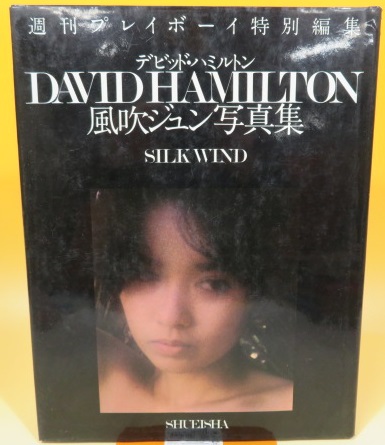 週刊プレイボーイ特別編集
デビッド・ハミルトン
DAVID HAMILTON
風吹ジュン写真集
SILK WIND
SHUEISHA